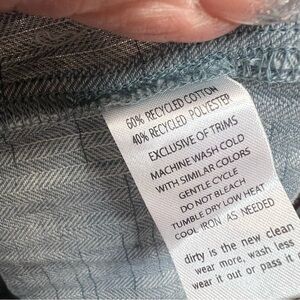 60% RECYCLED COTTON
40% RECYCLED POLYESTER
EXCLUSIVE OF TRIMS
MACHINE WASH COLD
WITH SIMILAR COLORS
GENTLE CYCLE
DO NOT BLEACH
TUMBLE DRY LOW HEAT
COOL IRON AS NEEDED
dirty is the new clean
wear more, wash less
wear it out or pass it